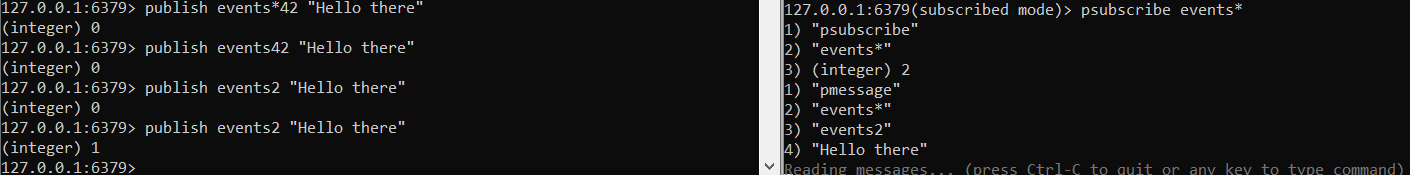 127.0.0.1:6379> publish events*42 "Hello there"
(integer) 0
127.0.0.1:6379> publish events42 "Hello there"
(integer) 0
127.0.0.1:6379> publish events2 "Hello there"
(integer) 0
127.0.0.1:6379> publish events2 "Hello there"
(integer) 1
127.0.0.1:6379>
127.0.0.1:6379(subscribed mode)> psubscribe events*
1) "psubscribe"
2) "events*"
3) (integer) 2
1) "pmessage"
2) "events*"
3) "events2"
4) "Hello there"
Reading messages... (press Ctrl-C to quit or any key to type command)